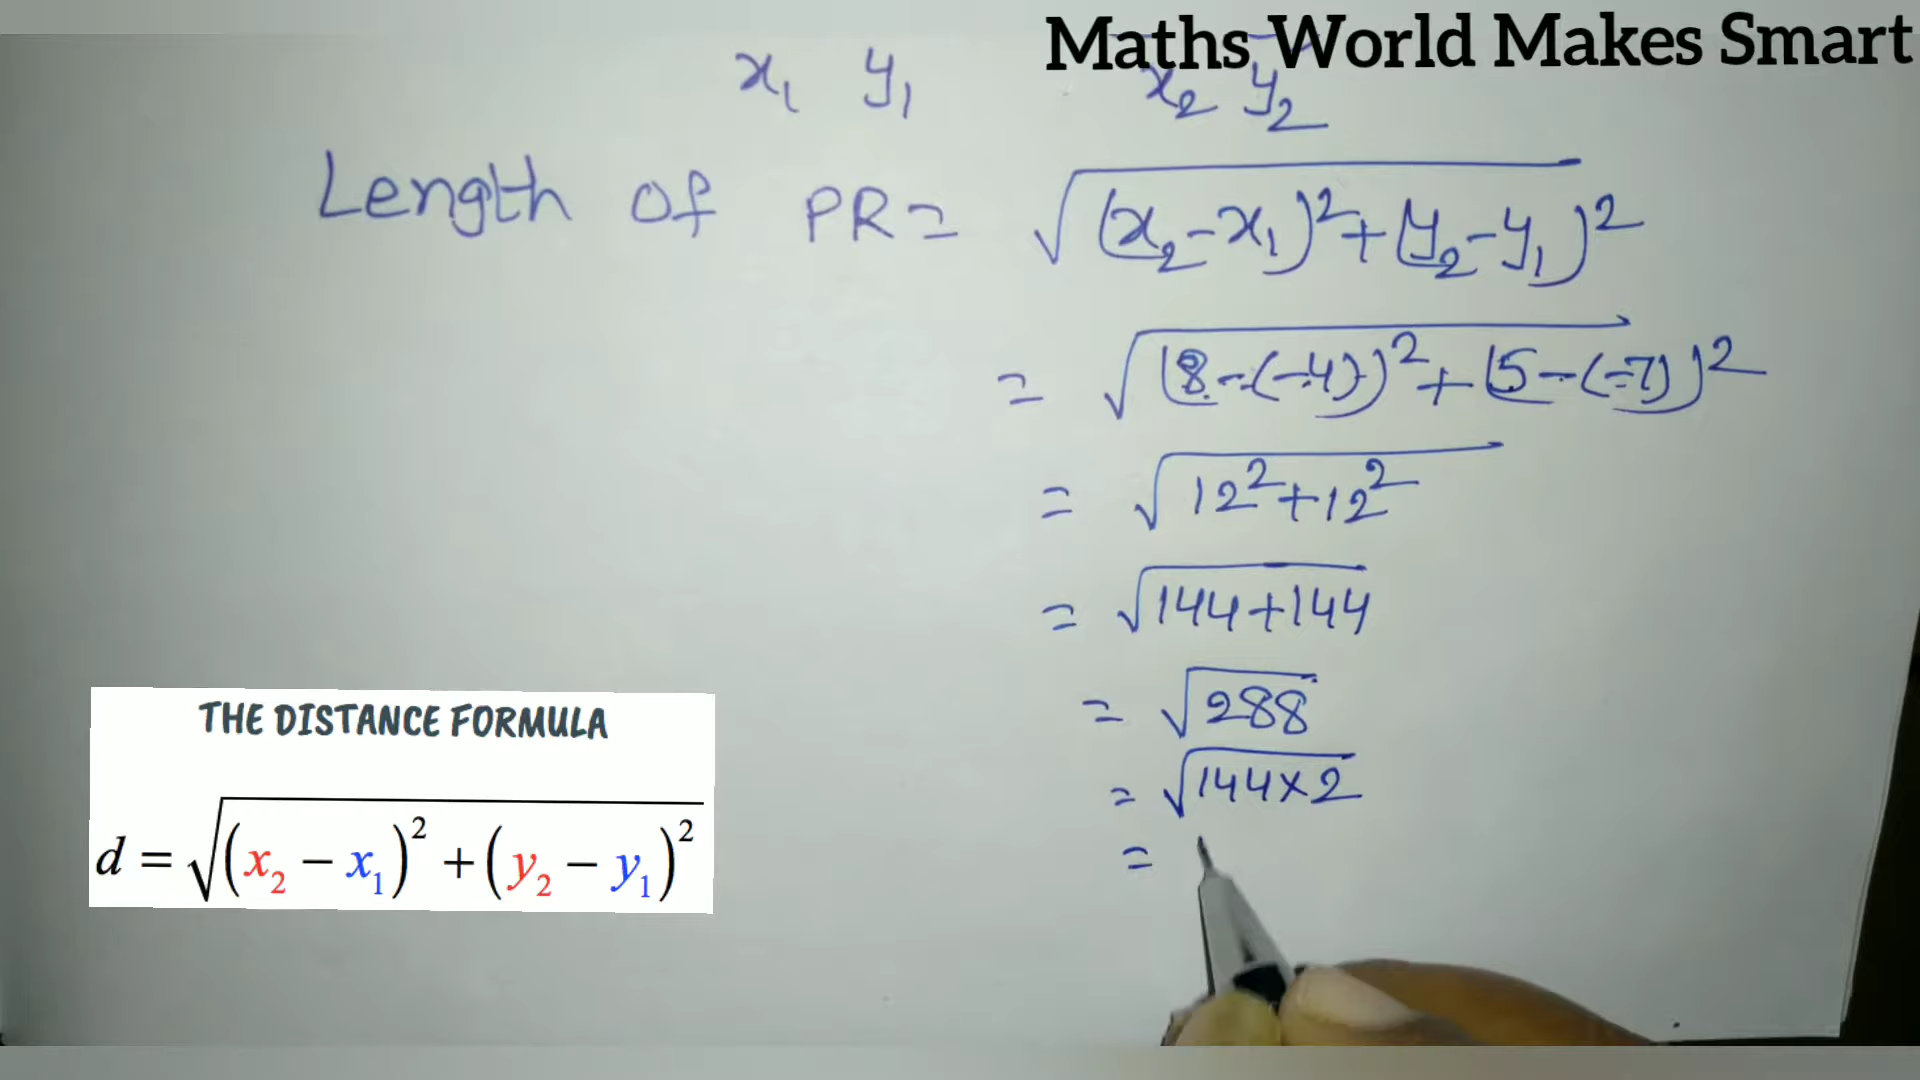 Maths World Makes Smart
x₁ y₁ x₂ y₂
Length of PR = √(x₂-x₁)²+(y₂-y₁)²
= √(8-(-4))²+(5-(-7))²
= √12²+12²
= √144+144
= √288
= √144×2
=
THE DISTANCE FORMULA
d = √(x₂ − x₁)² + (y₂ − y₁)²